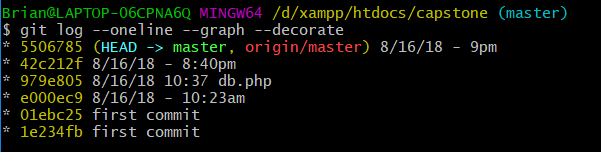 Brian@LAPTOP-O6CPNA6Q MINGW64 /d/xampp/htdocs/capstone (master)
$ git log --oneline --graph --decorate
* 5506785 (HEAD -> master, origin/master) 8/16/18 - 9pm
* 42c212f 8/16/18 - 8:40pm
* 979e805 8/16/18 10:37 db.php
* e000ec9 8/16/18 - 10:23am
* 01ebc25 first commit
* 1e234fb first commit